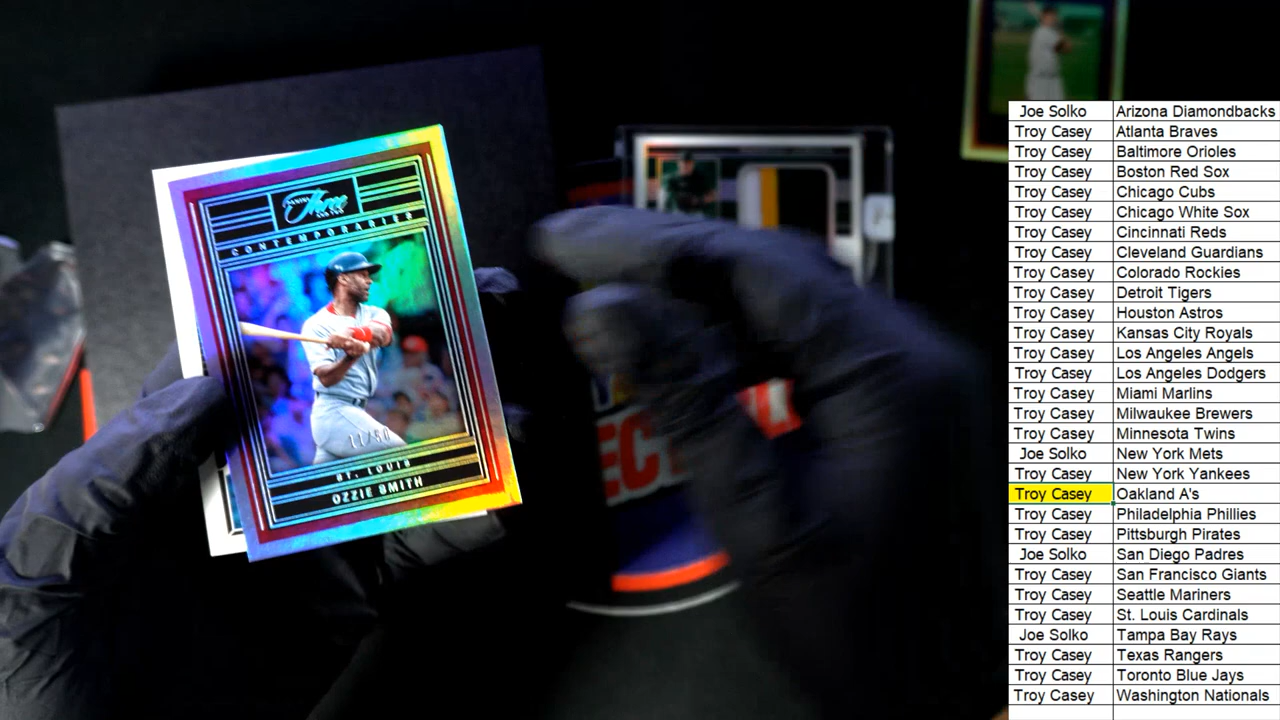 PANINI
Three
AND TWO
CONTEMPORARIES
11/50
ST. LOUIS
OZZIE SMITH
EC
Joe Solko Arizona Diamondbacks
Troy Casey Atlanta Braves
Troy Casey Baltimore Orioles
Troy Casey Boston Red Sox
Troy Casey Chicago Cubs
Troy Casey Chicago White Sox
Troy Casey Cincinnati Reds
Troy Casey Cleveland Guardians
Troy Casey Colorado Rockies
Troy Casey Detroit Tigers
Troy Casey Houston Astros
Troy Casey Kansas City Royals
Troy Casey Los Angeles Angels
Troy Casey Los Angeles Dodgers
Troy Casey Miami Marlins
Troy Casey Milwaukee Brewers
Troy Casey Minnesota Twins
Joe Solko New York Mets
Troy Casey New York Yankees
Troy Casey Oakland A's
Troy Casey Philadelphia Phillies
Troy Casey Pittsburgh Pirates
Joe Solko San Diego Padres
Troy Casey San Francisco Giants
Troy Casey Seattle Mariners
Troy Casey St. Louis Cardinals
Joe Solko Tampa Bay Rays
Troy Casey Texas Rangers
Troy Casey Toronto Blue Jays
Troy Casey Washington Nationals